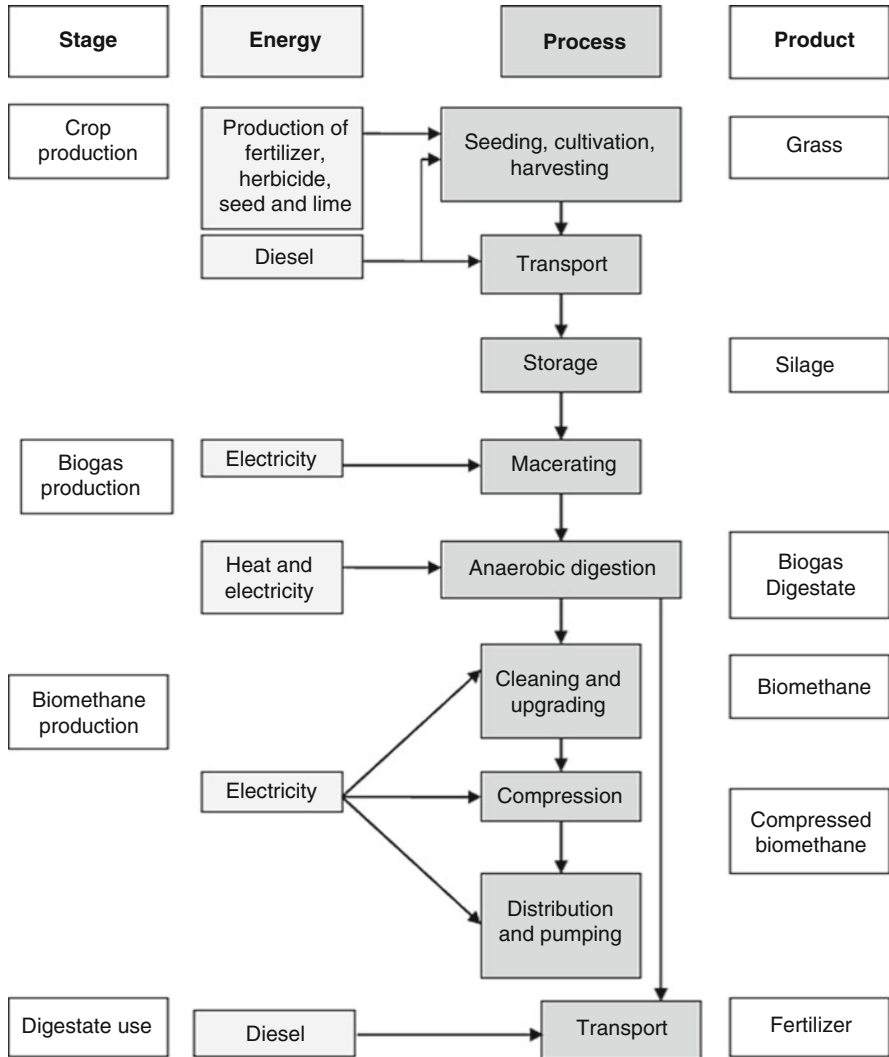 Stage
Energy
Process
Product
Crop
production
Production of
fertilizer,
herbicide,
seed and lime
Seeding, cultivation,
harvesting
Grass
Diesel
Transport
Storage
Silage
Biogas
production
Electricity
Macerating
Heat and
electricity
Anaerobic digestion
Biogas
Digestate
Biomethane
production
Cleaning and
upgrading
Biomethane
Electricity
Compression
Compressed
biomethane
Distribution
and pumping
Digestate use
Diesel
Transport
Fertilizer